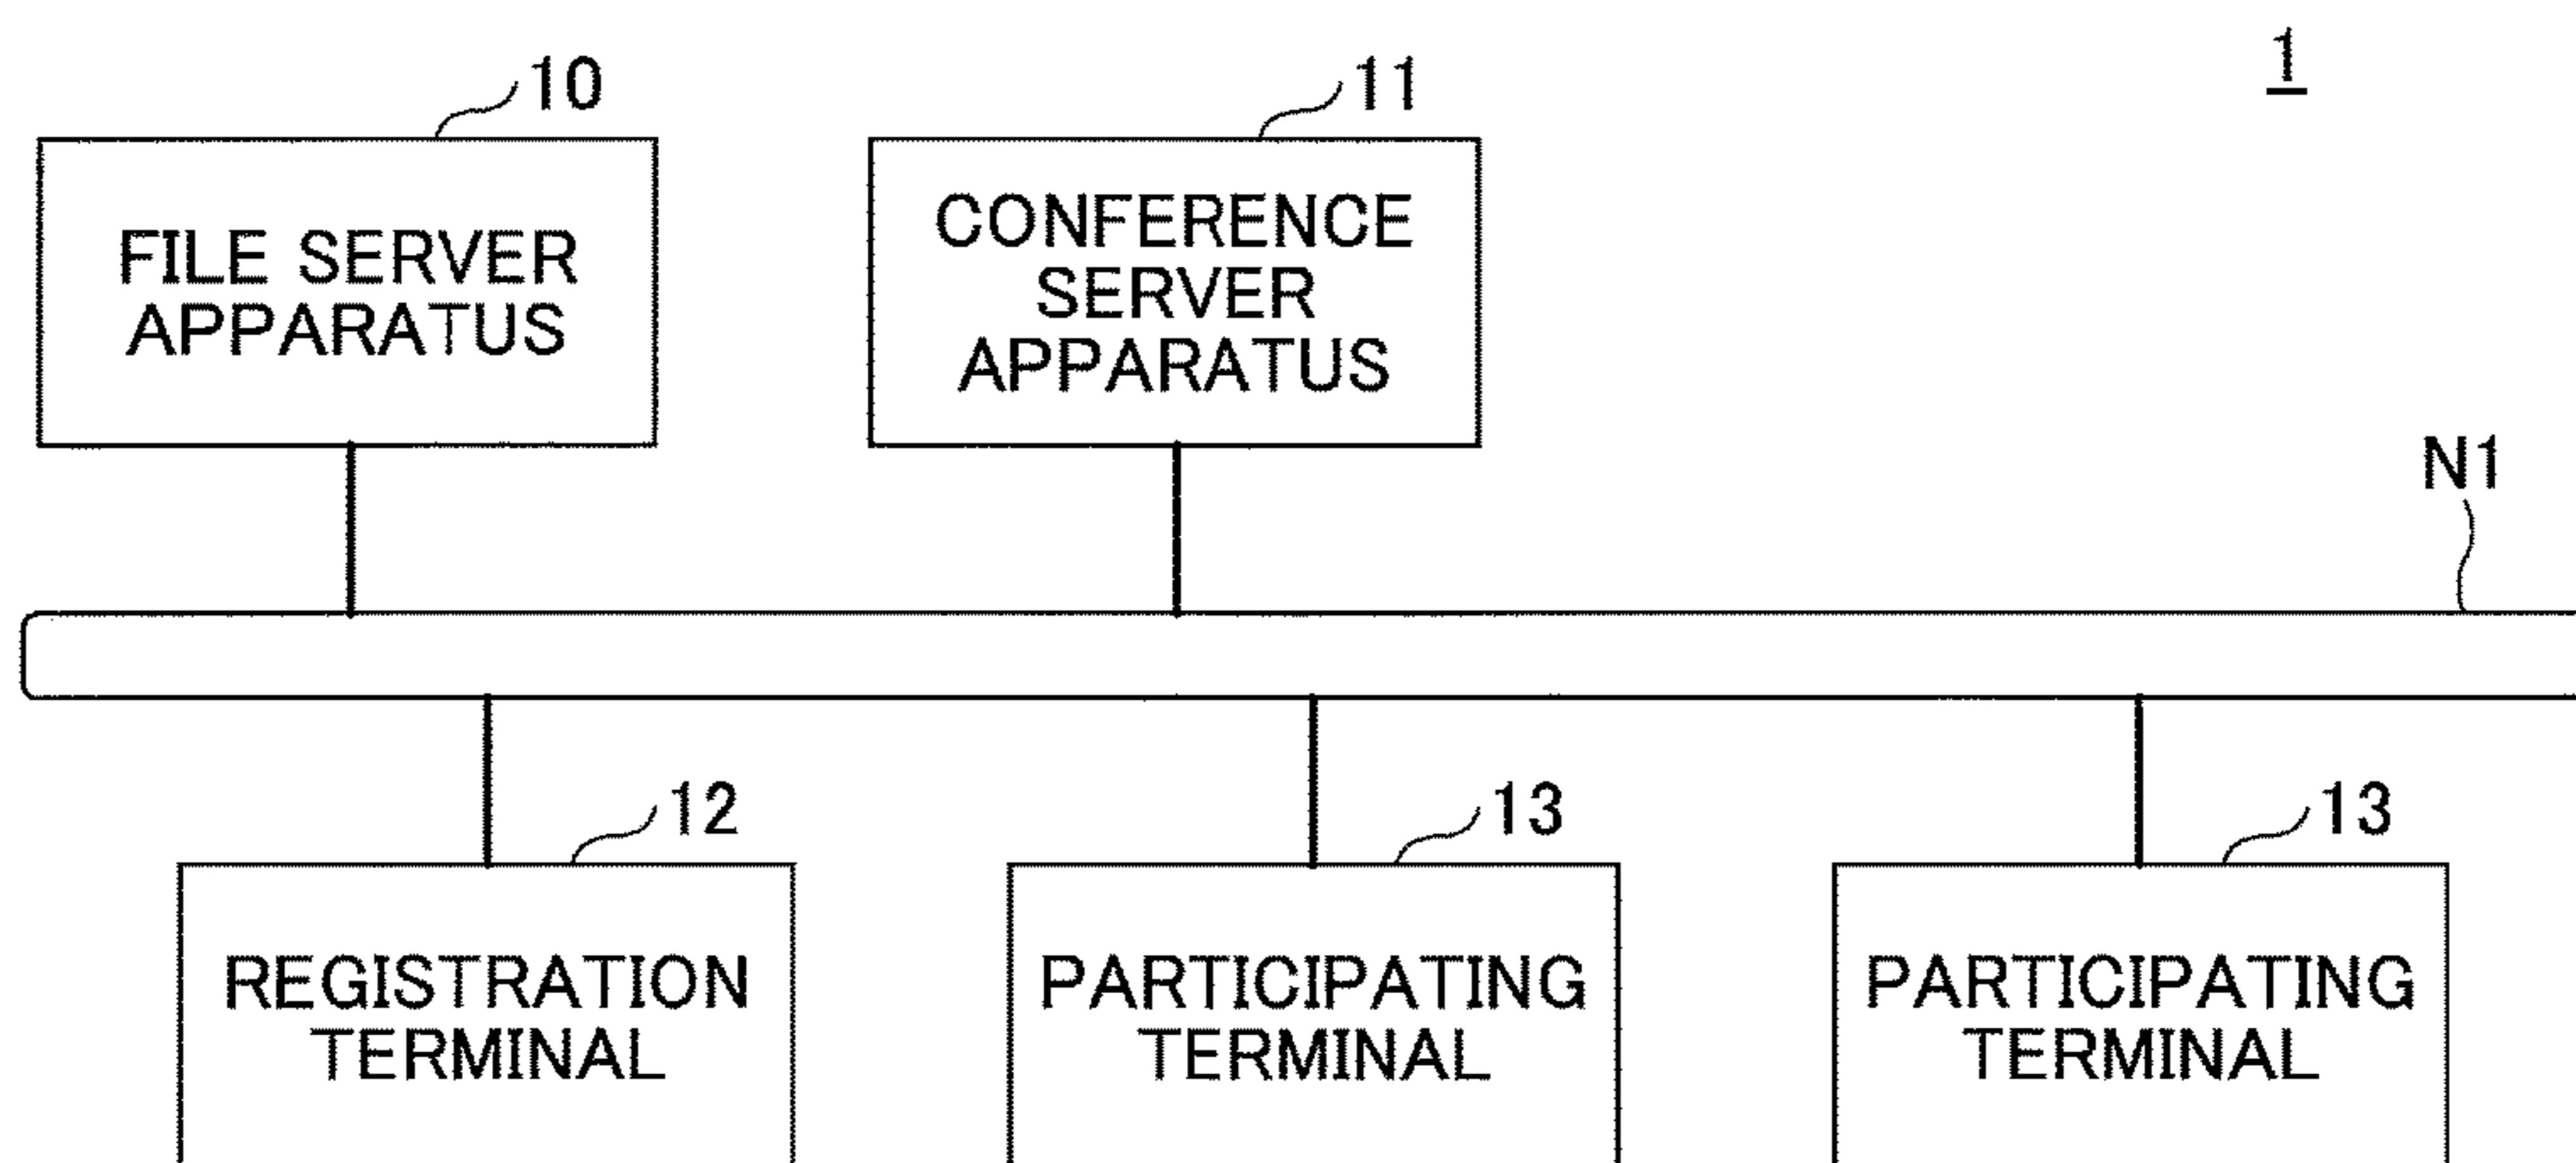 1
10
11
FILE SERVER
APPARATUS
CONFERENCE
SERVER
APPARATUS
N1
12
13
13
REGISTRATION
TERMINAL
PARTICIPATING
TERMINAL
PARTICIPATING
TERMINAL